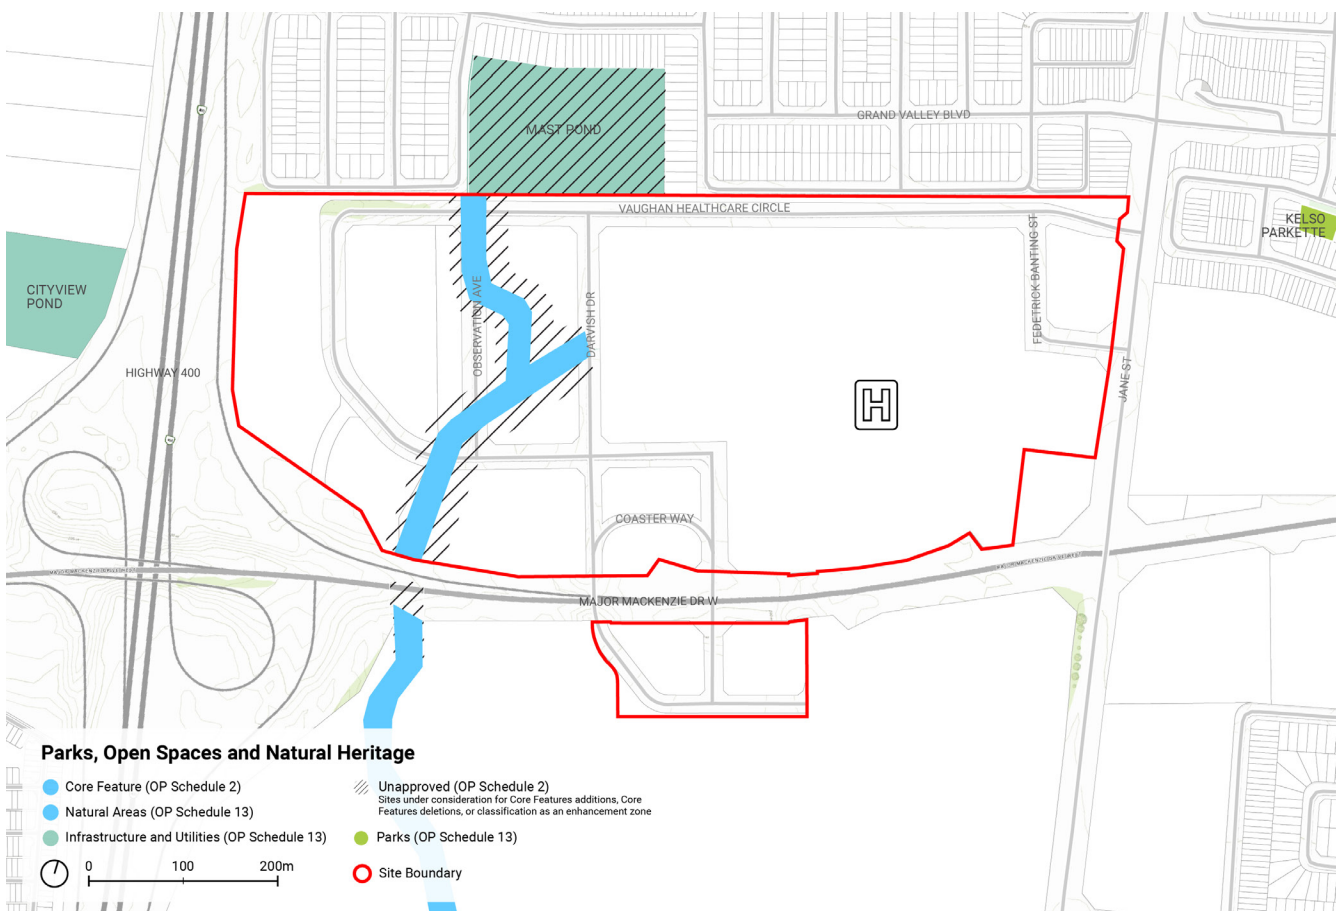 MAST POND
GRAND VALLEY BLVD
VAUGHAN HEALTHCARE CIRCLE
KELSO
PARKETTE
FEDETRICK BANTING ST
CITYVIEW
POND
OBSERVATION AVE
DARVISH DR
HIGHWAY 400
JANE ST
H
COASTER WAY
MAJOR MACKENZIE DR W
Parks, Open Spaces and Natural Heritage
Core Feature (OP Schedule 2)
Natural Areas (OP Schedule 13)
Infrastructure and Utilities (OP Schedule 13)
Unapproved (OP Schedule 2)
Sites under consideration for Core Features additions, Core
Features deletions, or classification as an enhancement zone
Parks (OP Schedule 13)
Site Boundary
0 100 200m